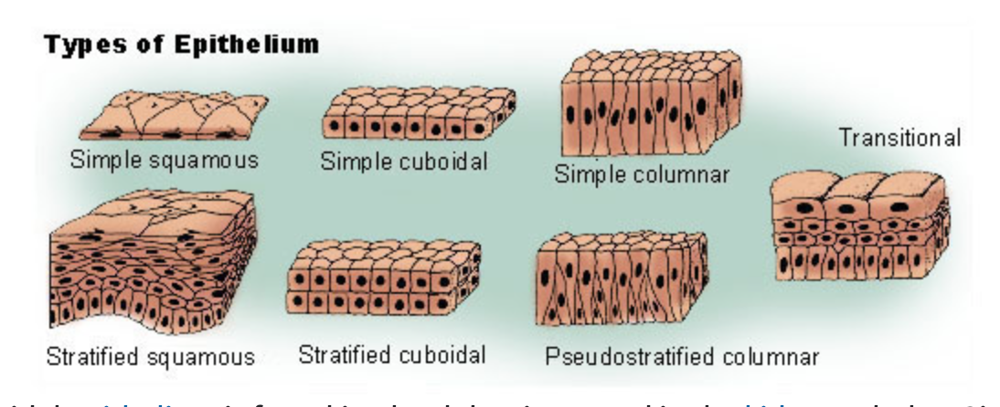 Types of Epithelium
Simple squamous
Simple cuboidal
Simple columnar
Transitional
Stratified squamous
Stratified cuboidal
Pseudostratified columnar